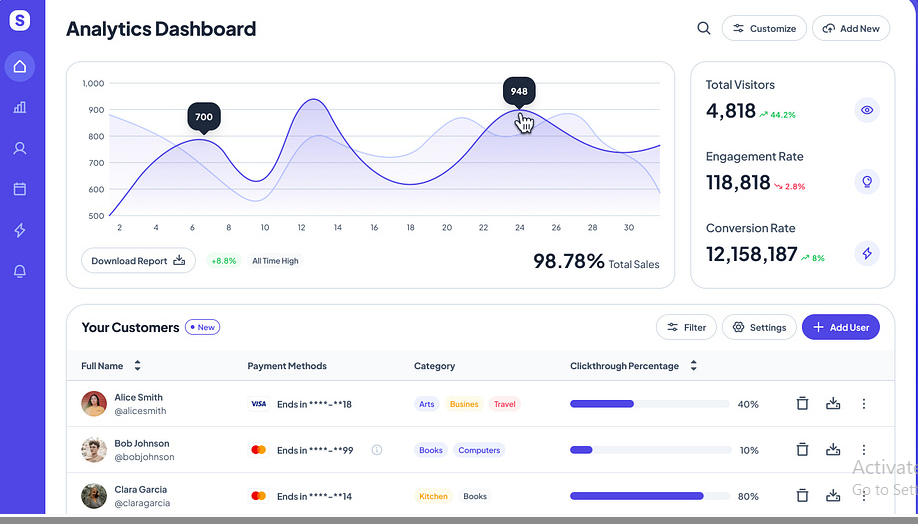 S
Analytics Dashboard
Customize
Add New
1,000
900
800
700
600
500
700
948
2 4 6 8 10 12 14 16 18 20 22 24 26 28 30
Download Report
+8.8%
All Time High
98.78% Total Sales
Total Visitors
4,818 44.2%
Engagement Rate
118,818 2.8%
Conversion Rate
12,158,187 8%
Your Customers
New
Filter
Settings
Add User
Full Name Payment Methods Category Clickthrough Percentage
Alice Smith
@alicesmith
VISA Ends in ****-**18
Arts Busines Travel
40%
Bob Johnson
@bobjohnson
Ends in ****-**99
Books Computers
10%
Clara Garcia
@claragarcia
Ends in ****-**14
Kitchen Books
80%
Activate
Go to Set